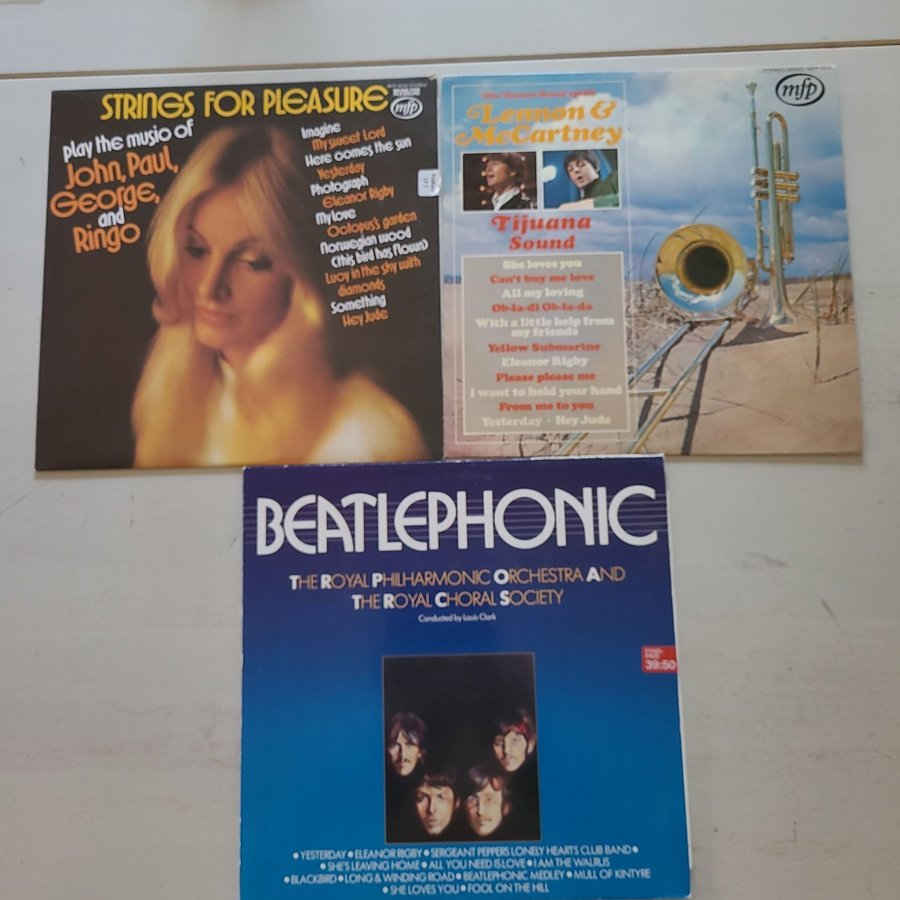 STRINGS FOR PLEASURE
mfp
play the music of
John, Paul,
George,
and
Ringo
Imagine
My sweet Lord
Here comes the sun
Yesterday
Photograph
Eleanor Rigby
My love
Octopus's garden
Norwegian wood
(this bird has flown)
Lucy in the sky with
diamonds
Something
Hey Jude
mfp
Lennon &
McCartney
Tijuana
Sound
She loves you
Can't buy me love
All my loving
Ob-la-di Ob-la-da
With a little help from
my friends
Yellow Submarine
Eleanor Rigby
Please please me
I want to hold your hand
From me to you
Yesterday · Hey Jude
BEATLEPHONIC
THE ROYAL PHILHARMONIC ORCHESTRA AND
THE ROYAL CHORAL SOCIETY
Conducted by Louis Clark
39:50
• YESTERDAY • ELEANOR RIGBY • SERGEANT PEPPERS LONELY HEARTS CLUB BAND •
• SHE'S LEAVING HOME • ALL YOU NEED IS LOVE • I AM THE WALRUS
• BLACKBIRD • LONG & WINDING ROAD • BEATLEPHONIC MEDLEY • MULL OF KINTYRE
• SHE LOVES YOU • FOOL ON THE HILL